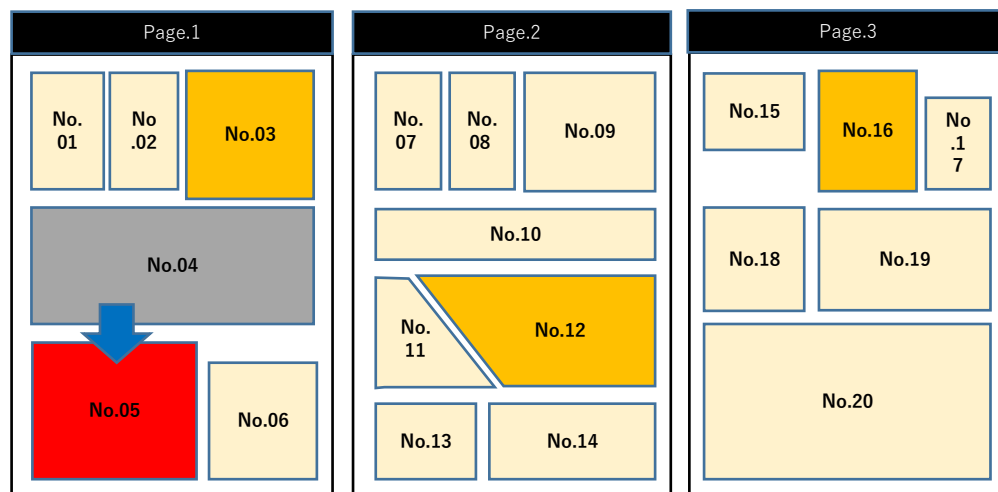 Page.1
No.
01
No
.02
No.03
No.04
No.05
No.06
Page.2
No.
07
No.
08
No.09
No.10
No.
11
No.12
No.13
No.14
Page.3
No.15
No.16
No
.1
7
No.18
No.19
No.20